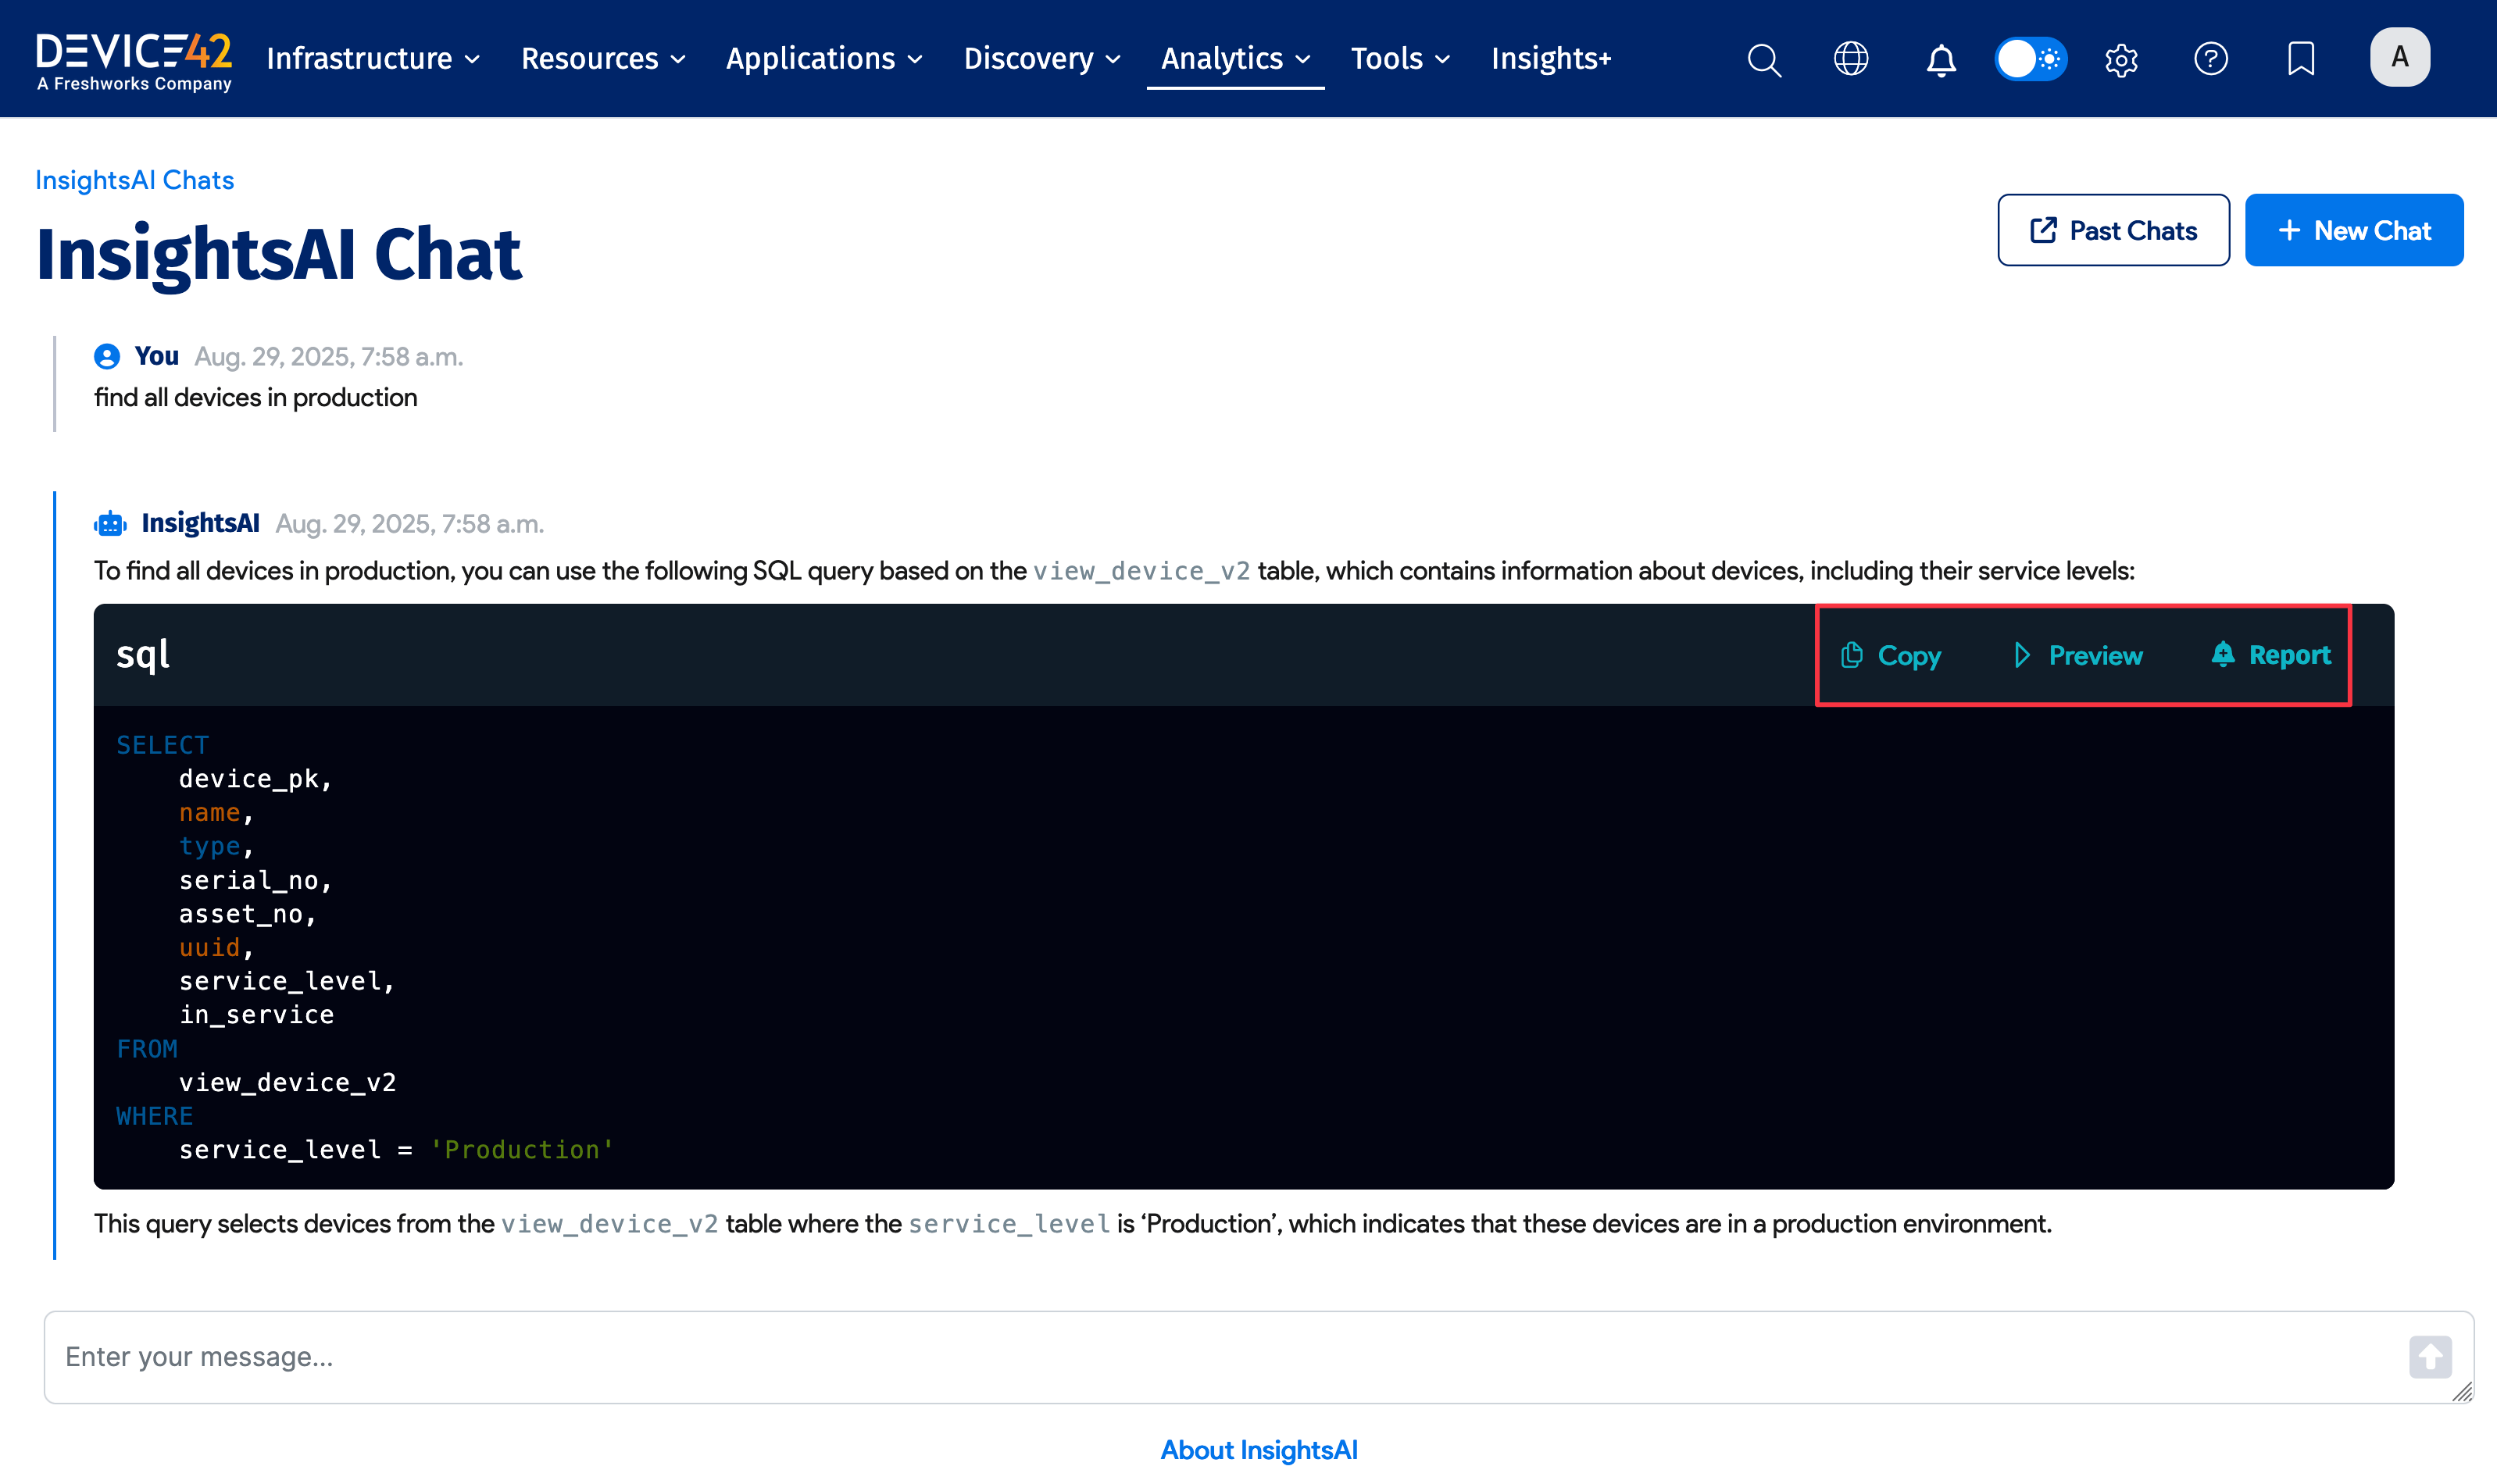 DEVICE42
A Freshworks Company
Infrastructure Resources Applications Discovery Analytics Tools Insights+
A
InsightsAI Chats
InsightsAI Chat
Past Chats
+ New Chat
You Aug. 29, 2025, 7:58 a.m.
find all devices in production
InsightsAI Aug. 29, 2025, 7:58 a.m.
To find all devices in production, you can use the following SQL query based on the view_device_v2 table, which contains information about devices, including their service levels:
sql
Copy Preview Report
SELECT
    device_pk,
    name,
    type,
    serial_no,
    asset_no,
    uuid,
    service_level,
    in_service
FROM
    view_device_v2
WHERE
    service_level = 'Production'
This query selects devices from the view_device_v2 table where the service_level is ‘Production’, which indicates that these devices are in a production environment.
Enter your message...
About InsightsAI